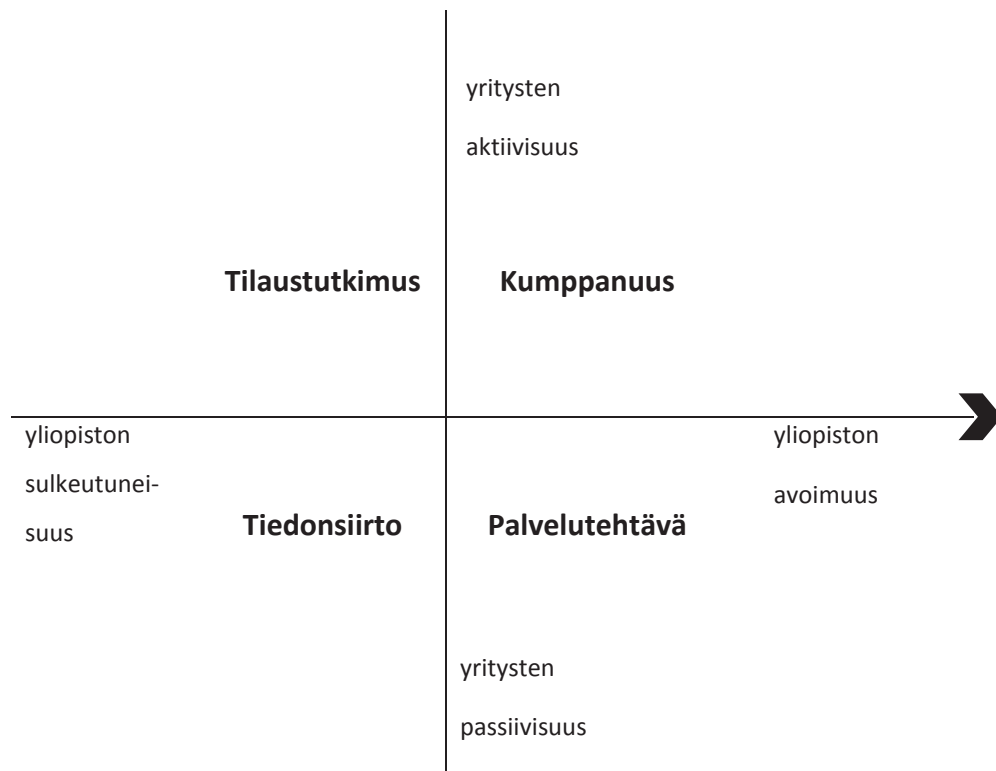 yritysten
aktiivisuus
Tilaustutkimus
Kumppanuus
yliopiston
sulkeutunei-
suus
yliopiston
avoimuus
Tiedonsiirto
Palvelutehtävä
yritysten
passiivisuus